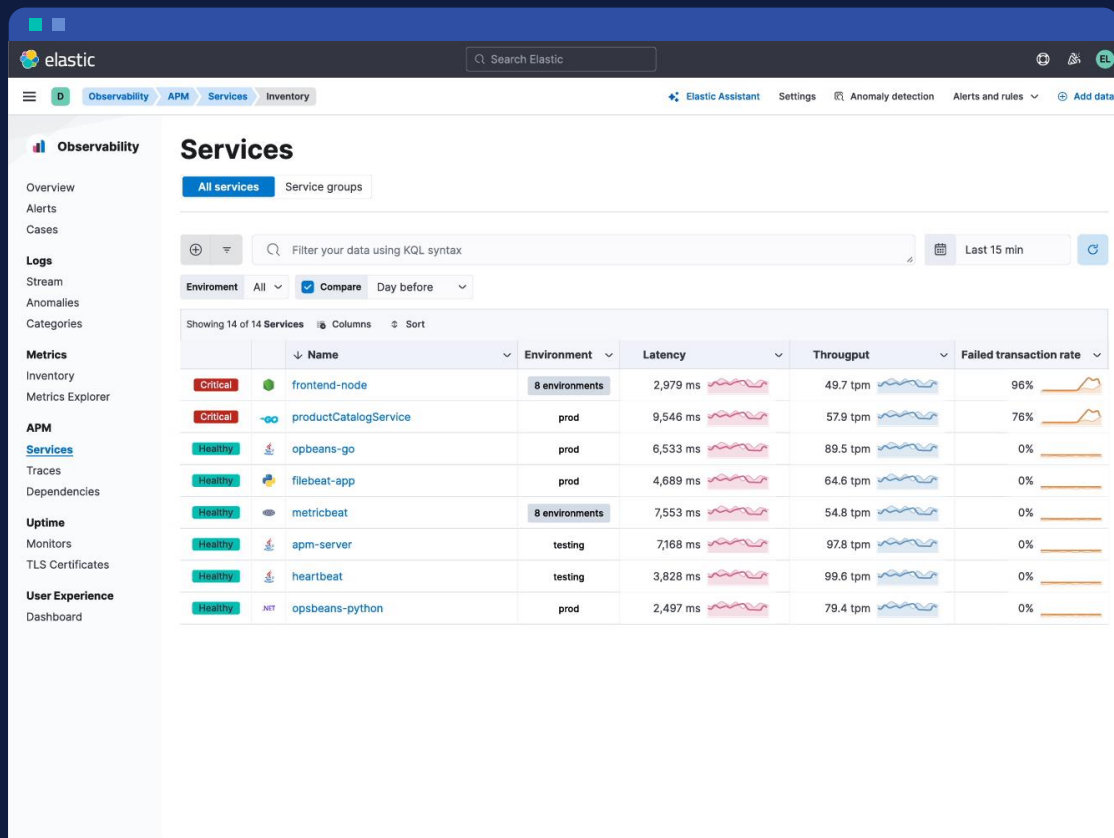 elastic
Search Elastic
EL
D Observability APM Services Inventory
Elastic Assistant Settings Anomaly detection Alerts and rules Add data
Observability
Overview
Alerts
Cases
Logs
Stream
Anomalies
Categories
Metrics
Inventory
Metrics Explorer
APM
Services
Traces
Dependencies
Uptime
Monitors
TLS Certificates
User Experience
Dashboard
Services
All services Service groups
Filter your data using KQL syntax
Last 15 min
Enviroment All Compare Day before
Showing 14 of 14 Services Columns Sort
Name Environment Latency Througput Failed transaction rate
Critical frontend-node 8 environments 2,979 ms 49.7 tpm 96%
Critical GO productCatalogService prod 9,546 ms 57.9 tpm 76%
Healthy opbeans-go prod 6,533 ms 89.5 tpm 0%
Healthy filebeat-app prod 4,689 ms 64.6 tpm 0%
Healthy metricbeat 8 environments 7,553 ms 54.8 tpm 0%
Healthy apm-server testing 7,168 ms 97.8 tpm 0%
Healthy heartbeat testing 3,828 ms 99.6 tpm 0%
Healthy .NET opsbeans-python prod 2,497 ms 79.4 tpm 0%